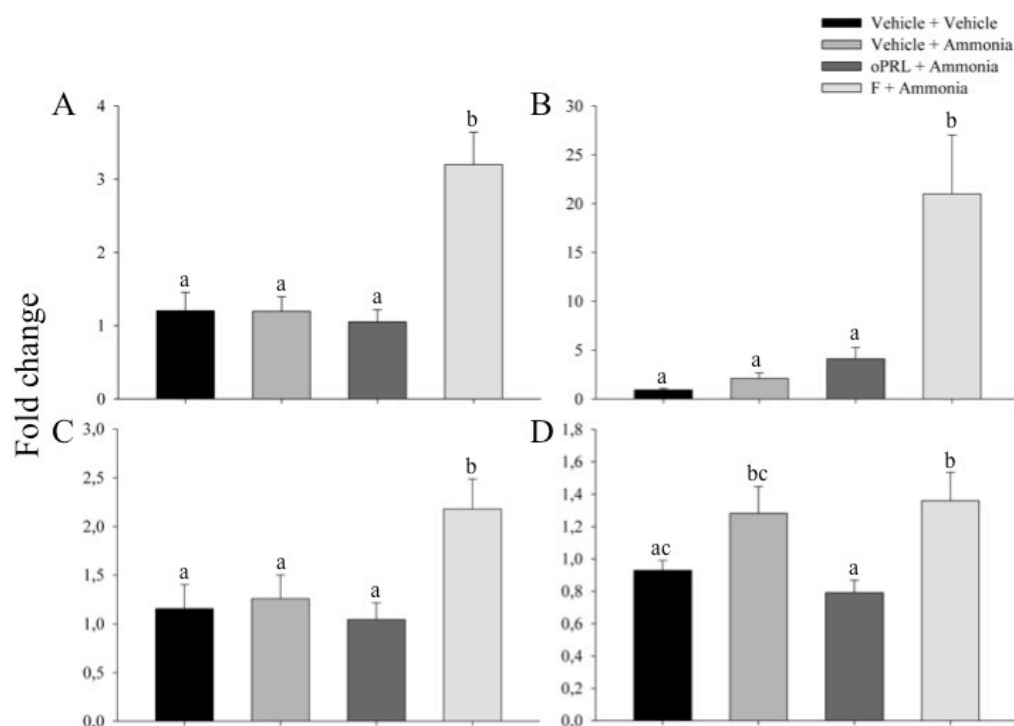 Vehicle + Vehicle
Vehicle + Ammonia
oPRL + Ammonia
F + Ammonia
A
4
3
2
1
0
a
a
a
b
B
30
25
20
15
10
5
0
a
a
a
b
Fold change
C
3,0
2,5
2,0
1,5
1,0
0,5
0,0
a
a
a
b
D
1,8
1,6
1,4
1,2
1,0
0,8
0,6
0,4
0,2
0,0
ac
bc
a
b